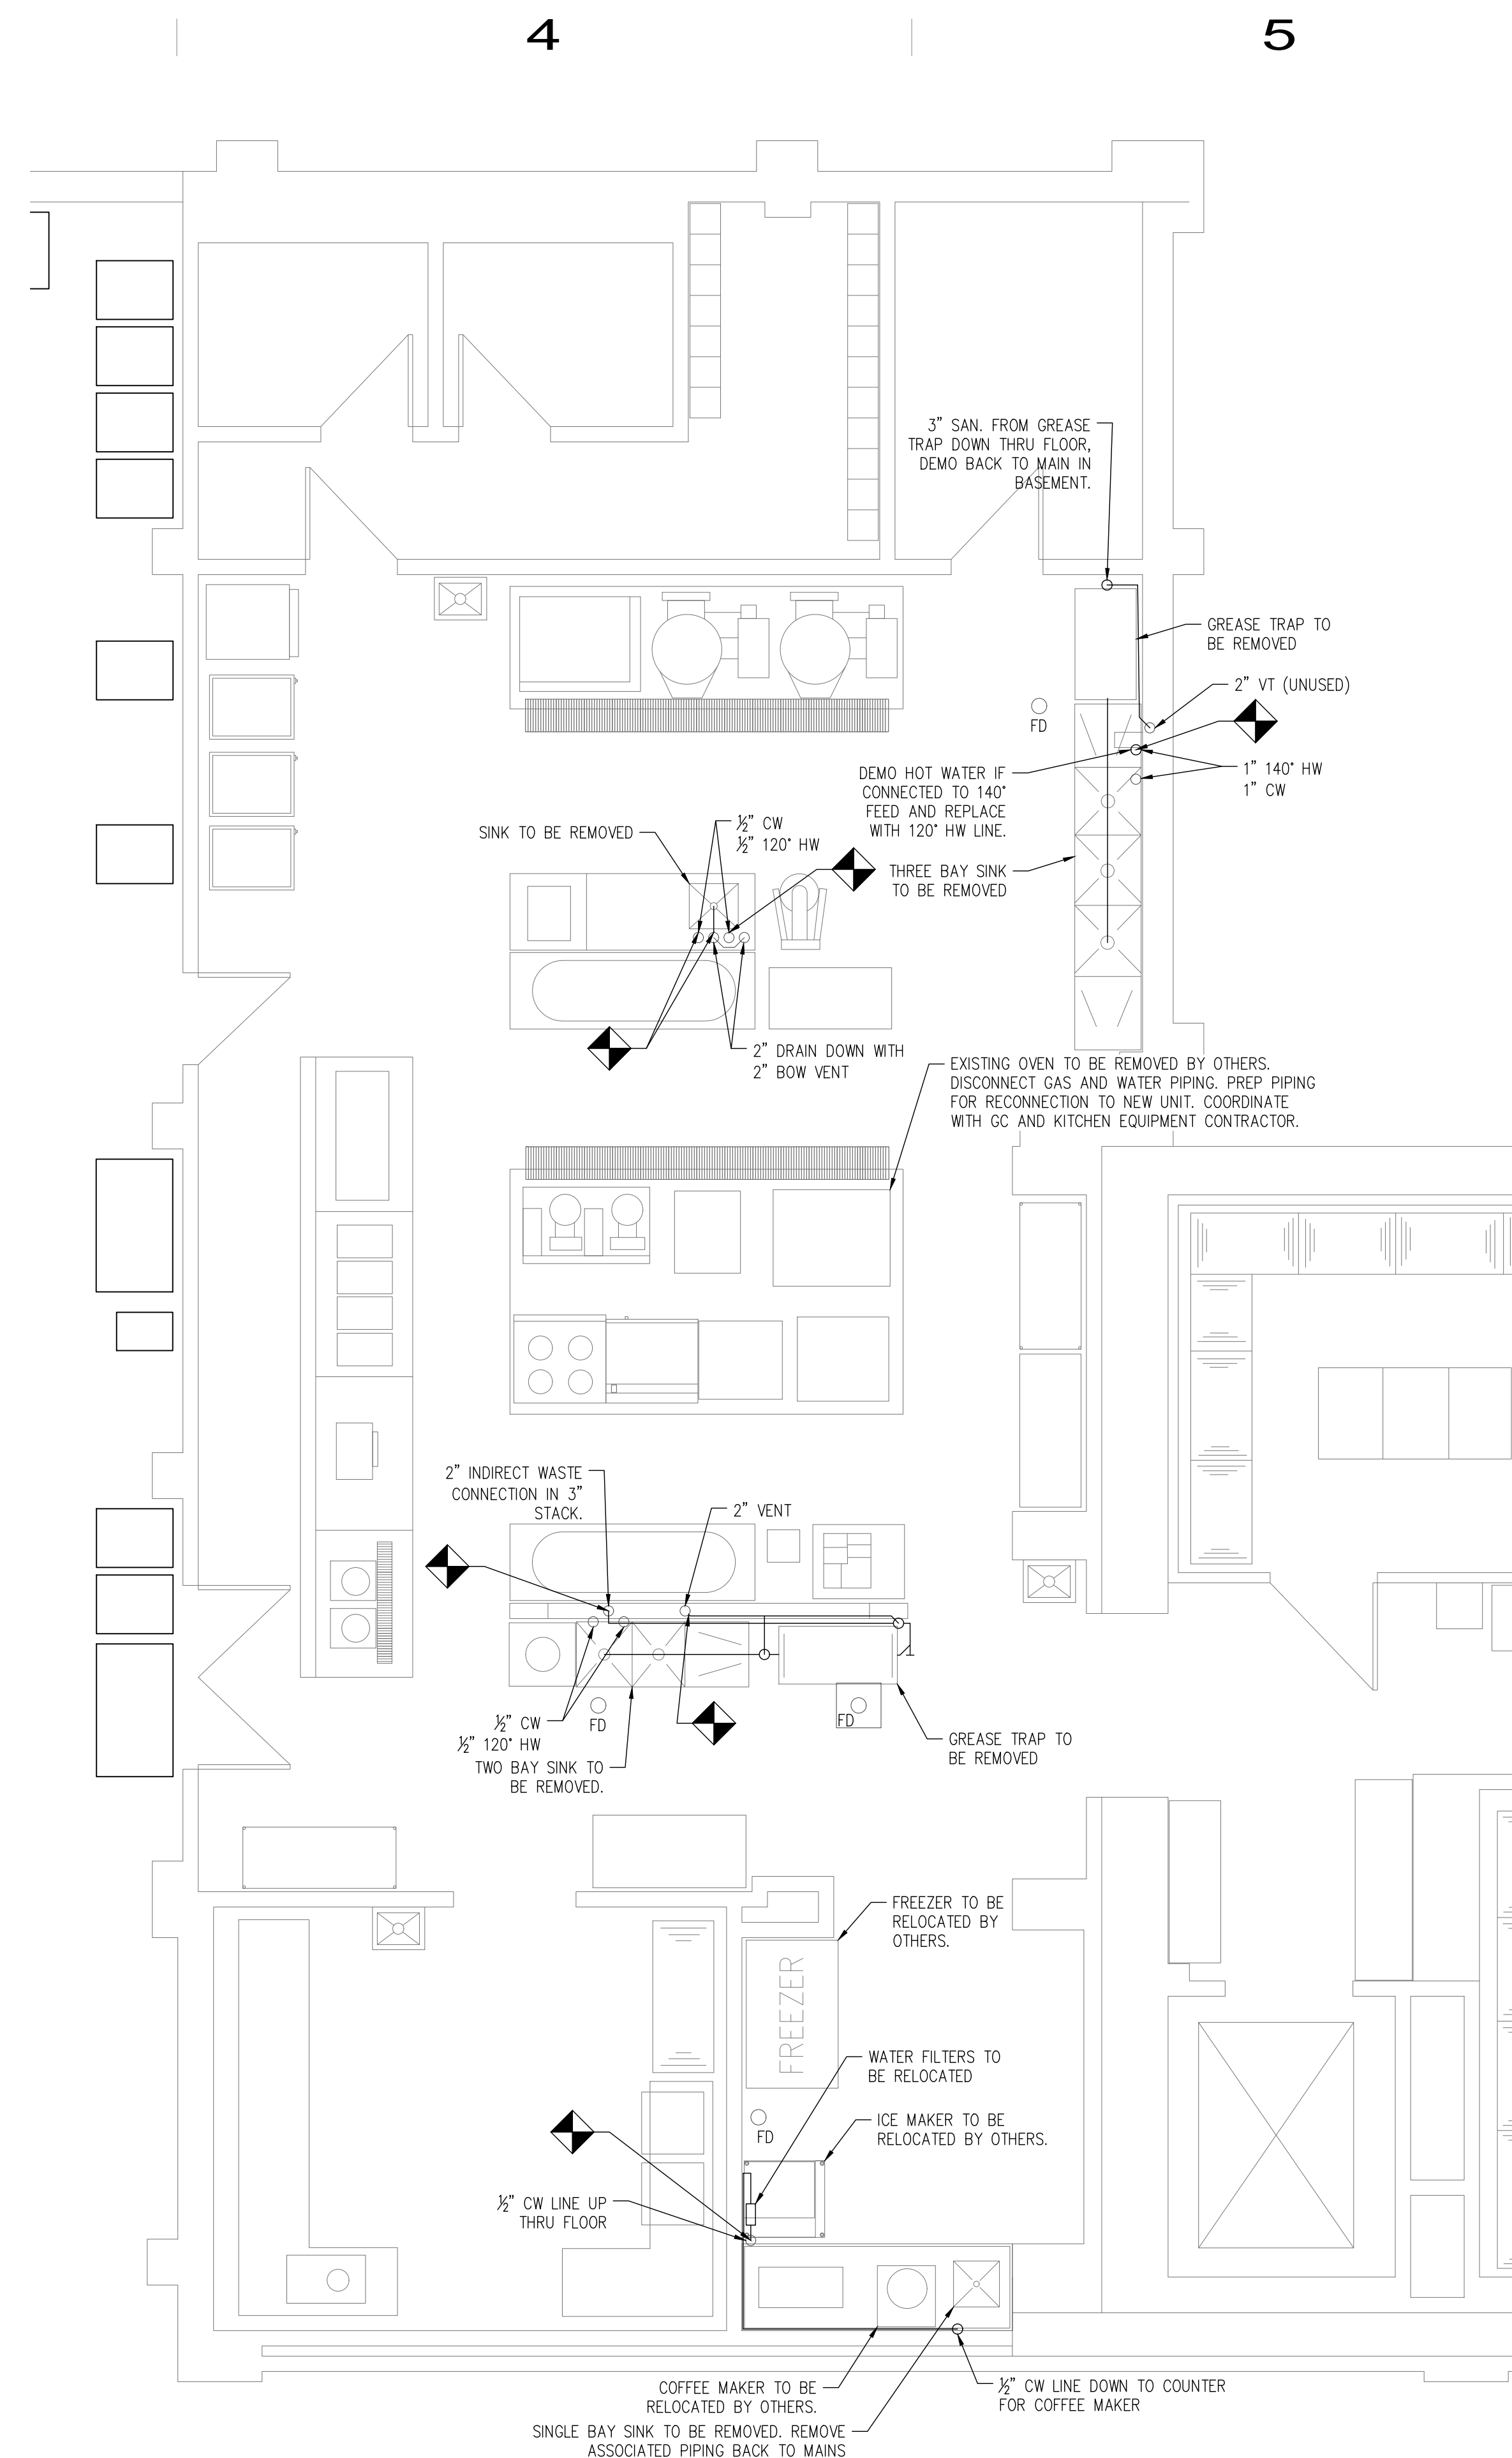 4
5
3" SAN. FROM GREASE
TRAP DOWN THRU FLOOR,
DEMO BACK TO MAIN IN
BASEMENT.
GREASE TRAP TO
BE REMOVED
2" VT (UNUSED)
FD
1" 140° HW
1" CW
DEMO HOT WATER IF
CONNECTED TO 140°
FEED AND REPLACE
WITH 120° HW LINE.
SINK TO BE REMOVED
½" CW
½" 120° HW
THREE BAY SINK
TO BE REMOVED
2" DRAIN DOWN WITH
2" BOW VENT
EXISTING OVEN TO BE REMOVED BY OTHERS.
DISCONNECT GAS AND WATER PIPING. PREP PIPING
FOR RECONNECTION TO NEW UNIT. COORDINATE
WITH GC AND KITCHEN EQUIPMENT CONTRACTOR.
2" INDIRECT WASTE
CONNECTION IN 3"
STACK.
2" VENT
½" CW
½" 120° HW
FD
FD
TWO BAY SINK TO
BE REMOVED.
GREASE TRAP TO
BE REMOVED
FREEZER TO BE
RELOCATED BY
OTHERS.
FREEZER
WATER FILTERS TO
BE RELOCATED
ICE MAKER TO BE
RELOCATED BY OTHERS.
FD
½" CW LINE UP
THRU FLOOR
COFFEE MAKER TO BE
RELOCATED BY OTHERS.
½" CW LINE DOWN TO COUNTER
FOR COFFEE MAKER
SINGLE BAY SINK TO BE REMOVED. REMOVE
ASSOCIATED PIPING BACK TO MAINS